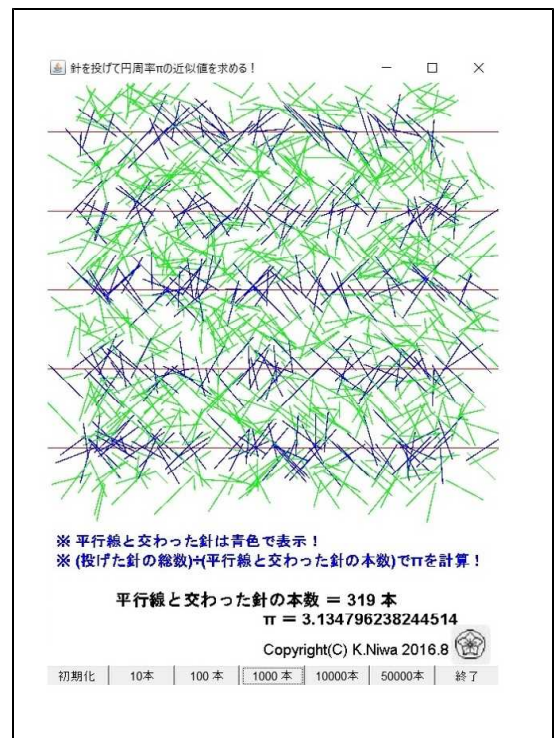 針を投げて円周率πの近似値を求める！
※ 平行線と交わった針は青色で表示！
※ (投げた針の総数)÷(平行線と交わった針の本数)でπを計算！
平行線と交わった針の本数 ＝ 319 本
π ＝ 3.134796238244514
Copyright(C) K.Niwa 2016.8
初期化 10本 100 本 1000 本 10000本 50000本 終了